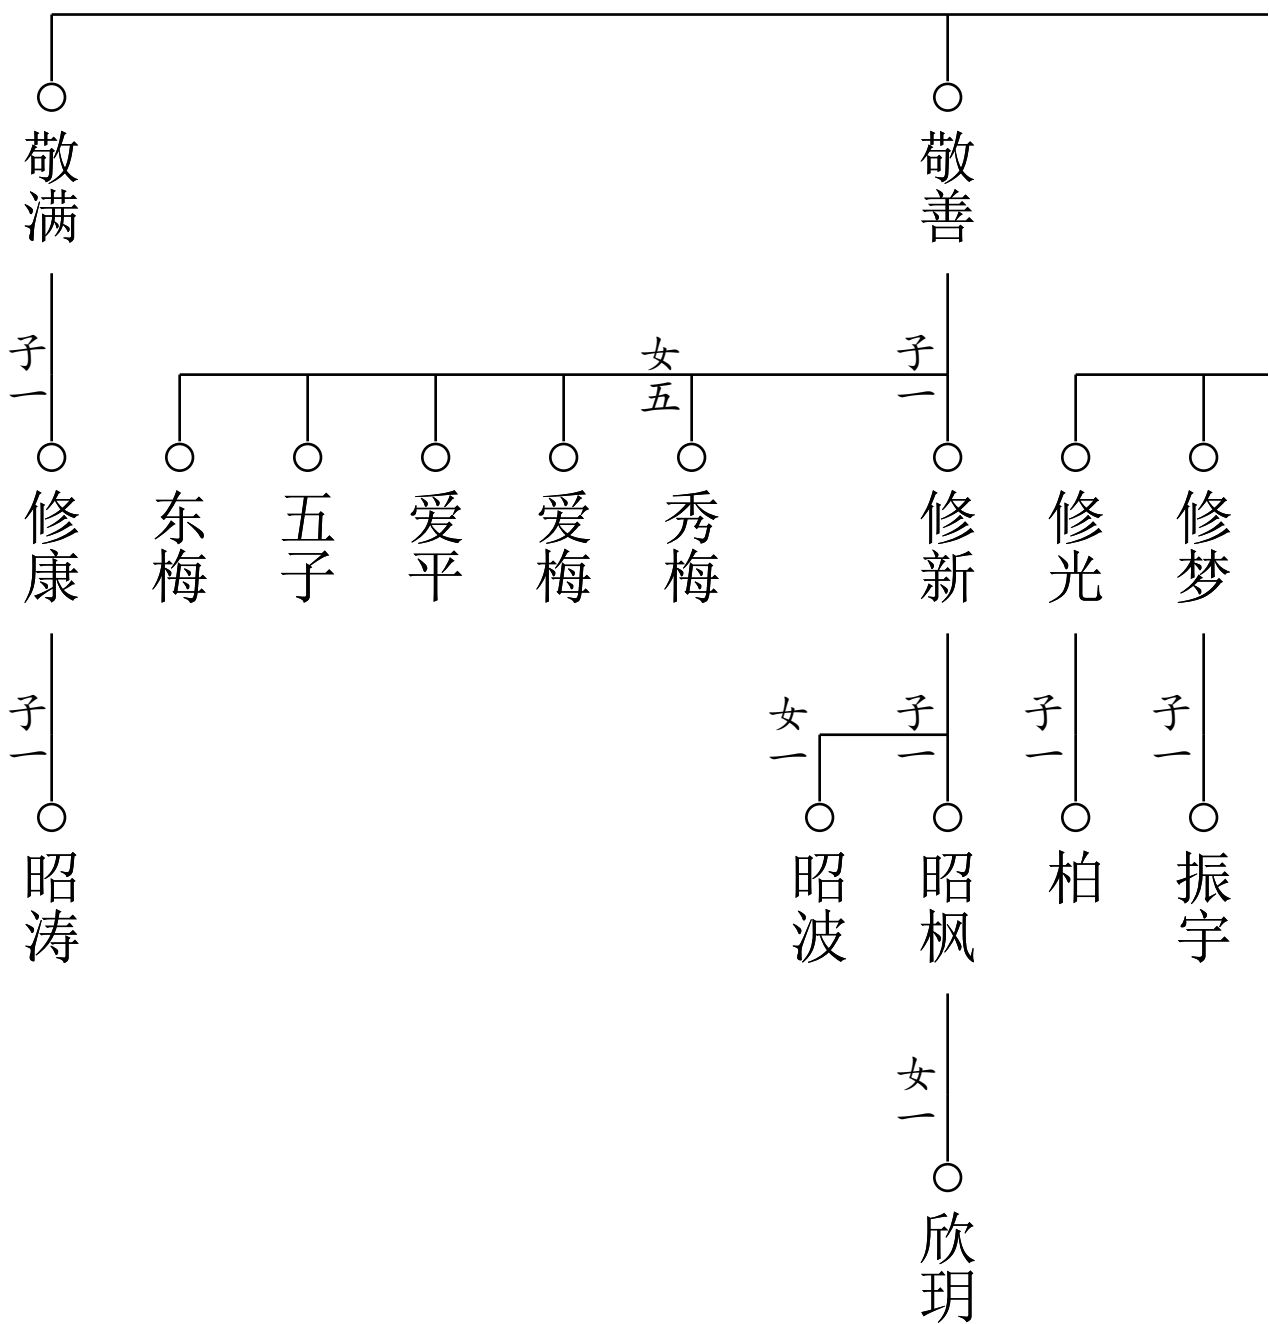 敬满
敬善
子一
女五
子一
修康
东梅
五子
爱平
爱梅
秀梅
修新
修光
修梦
子一
女一
子一
子一
子一
昭涛
昭波
昭枫
柏
振宇
女一
欣玥